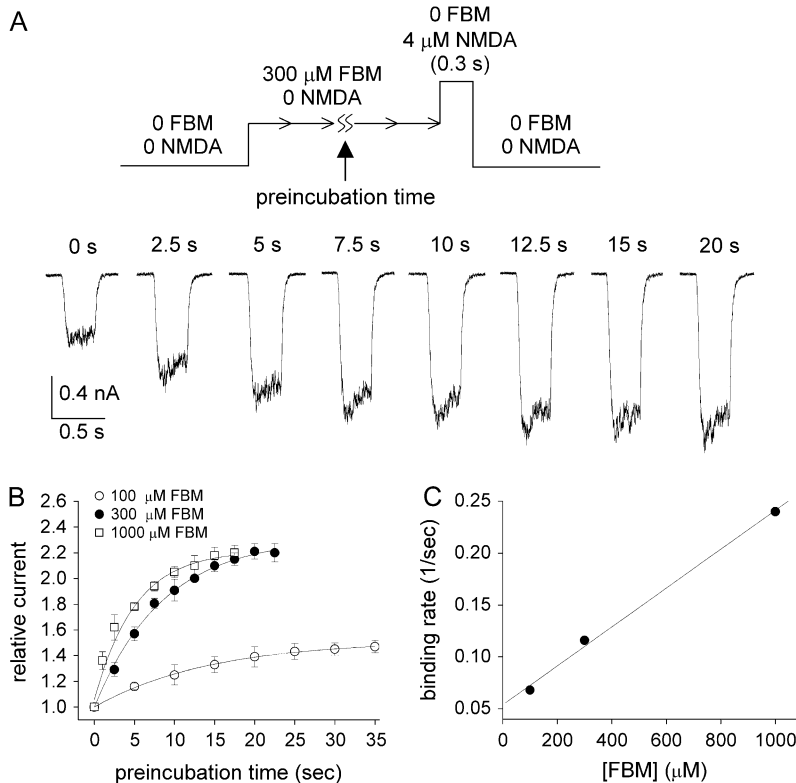 A
0 FBM
4 μM NMDA
(0.3 s)
300 μM FBM
0 NMDA
0 FBM
0 NMDA
0 FBM
0 NMDA
preincubation time
0 s 2.5 s 5 s 7.5 s 10 s 12.5 s 15 s 20 s
0.4 nA
0.5 s
B
100 μM FBM
300 μM FBM
1000 μM FBM
relative current
2.6
2.4
2.2
2.0
1.8
1.6
1.4
1.2
1.0
0 5 10 15 20 25 30 35
preincubation time (sec)
C
binding rate (1/sec)
0.25
0.20
0.15
0.10
0.05
0 200 400 600 800 1000
[FBM] (μM)